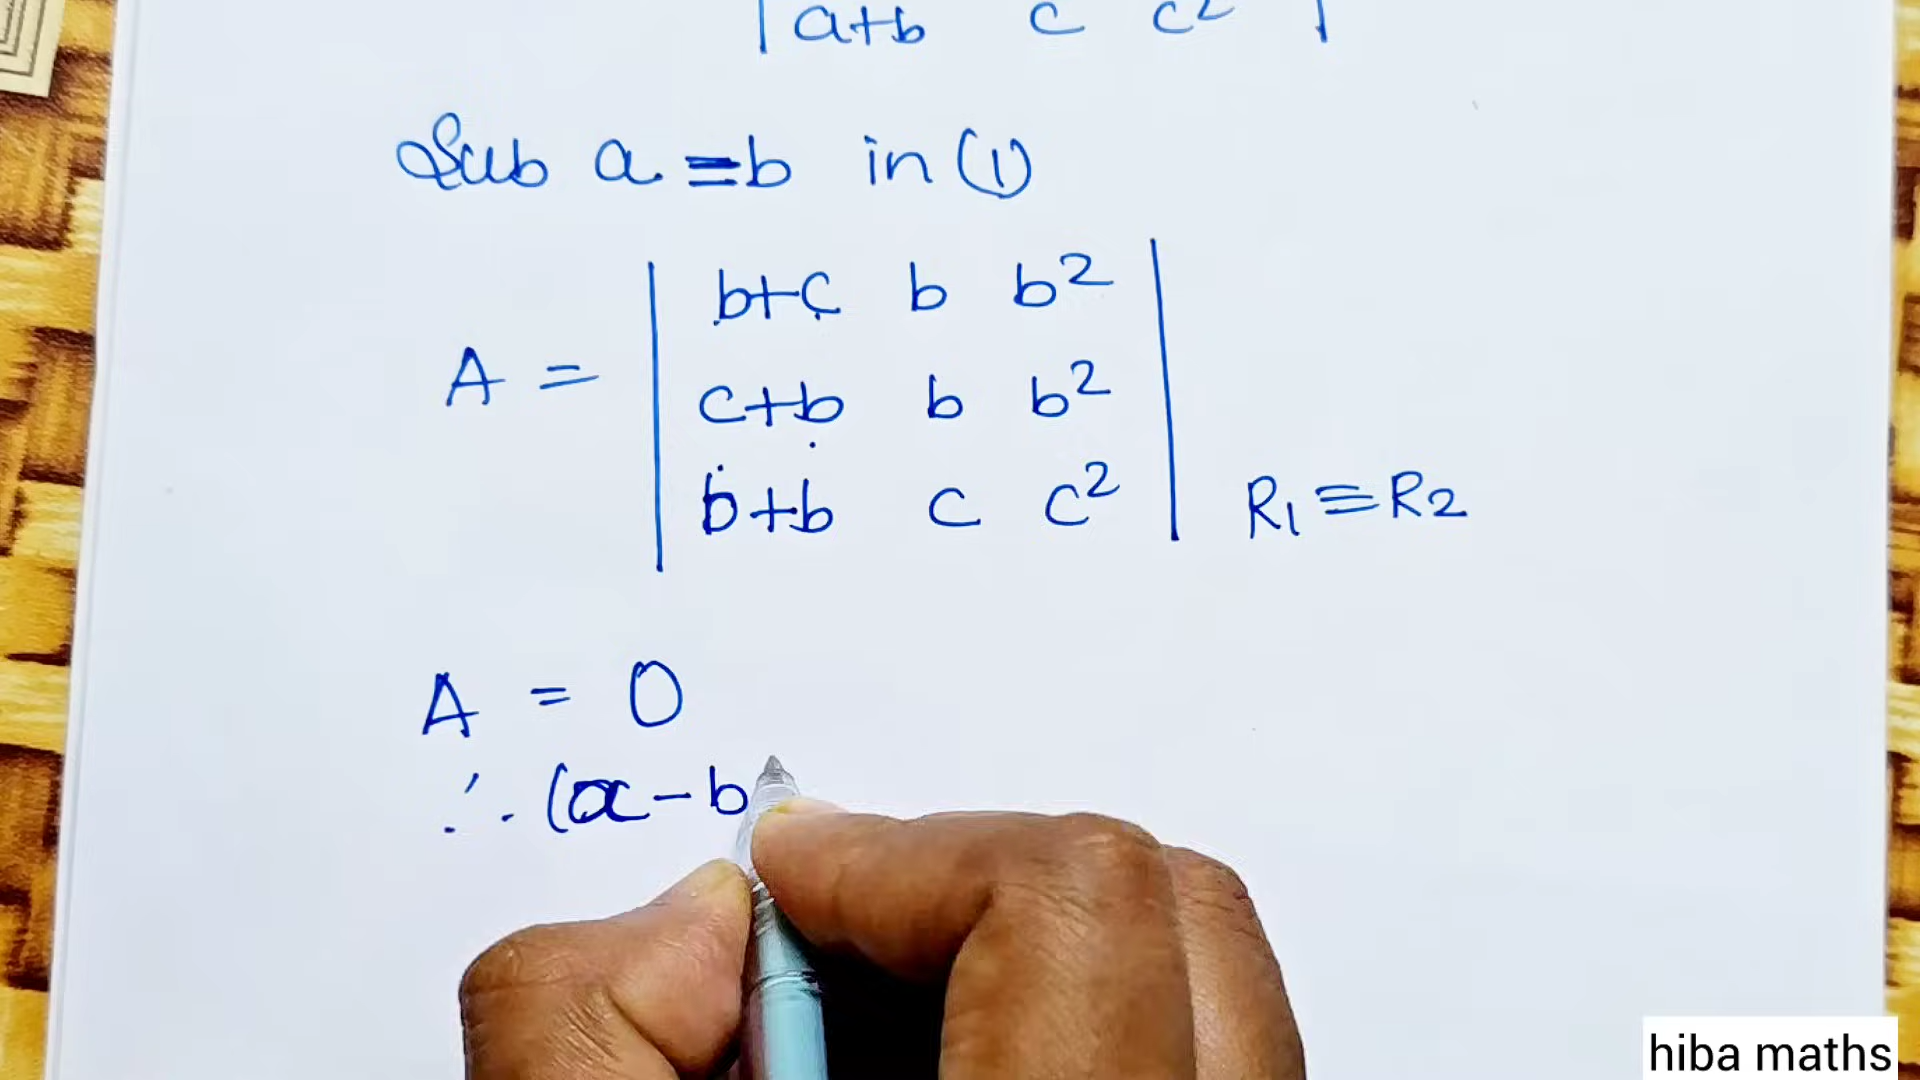 | a+b c c² |
Sub a = b in (1)
A = | b+c b b² |
| c+b b b² |
| b+b c c² | R₁ ≡ R₂
A = 0
∴ (a - b
hiba maths